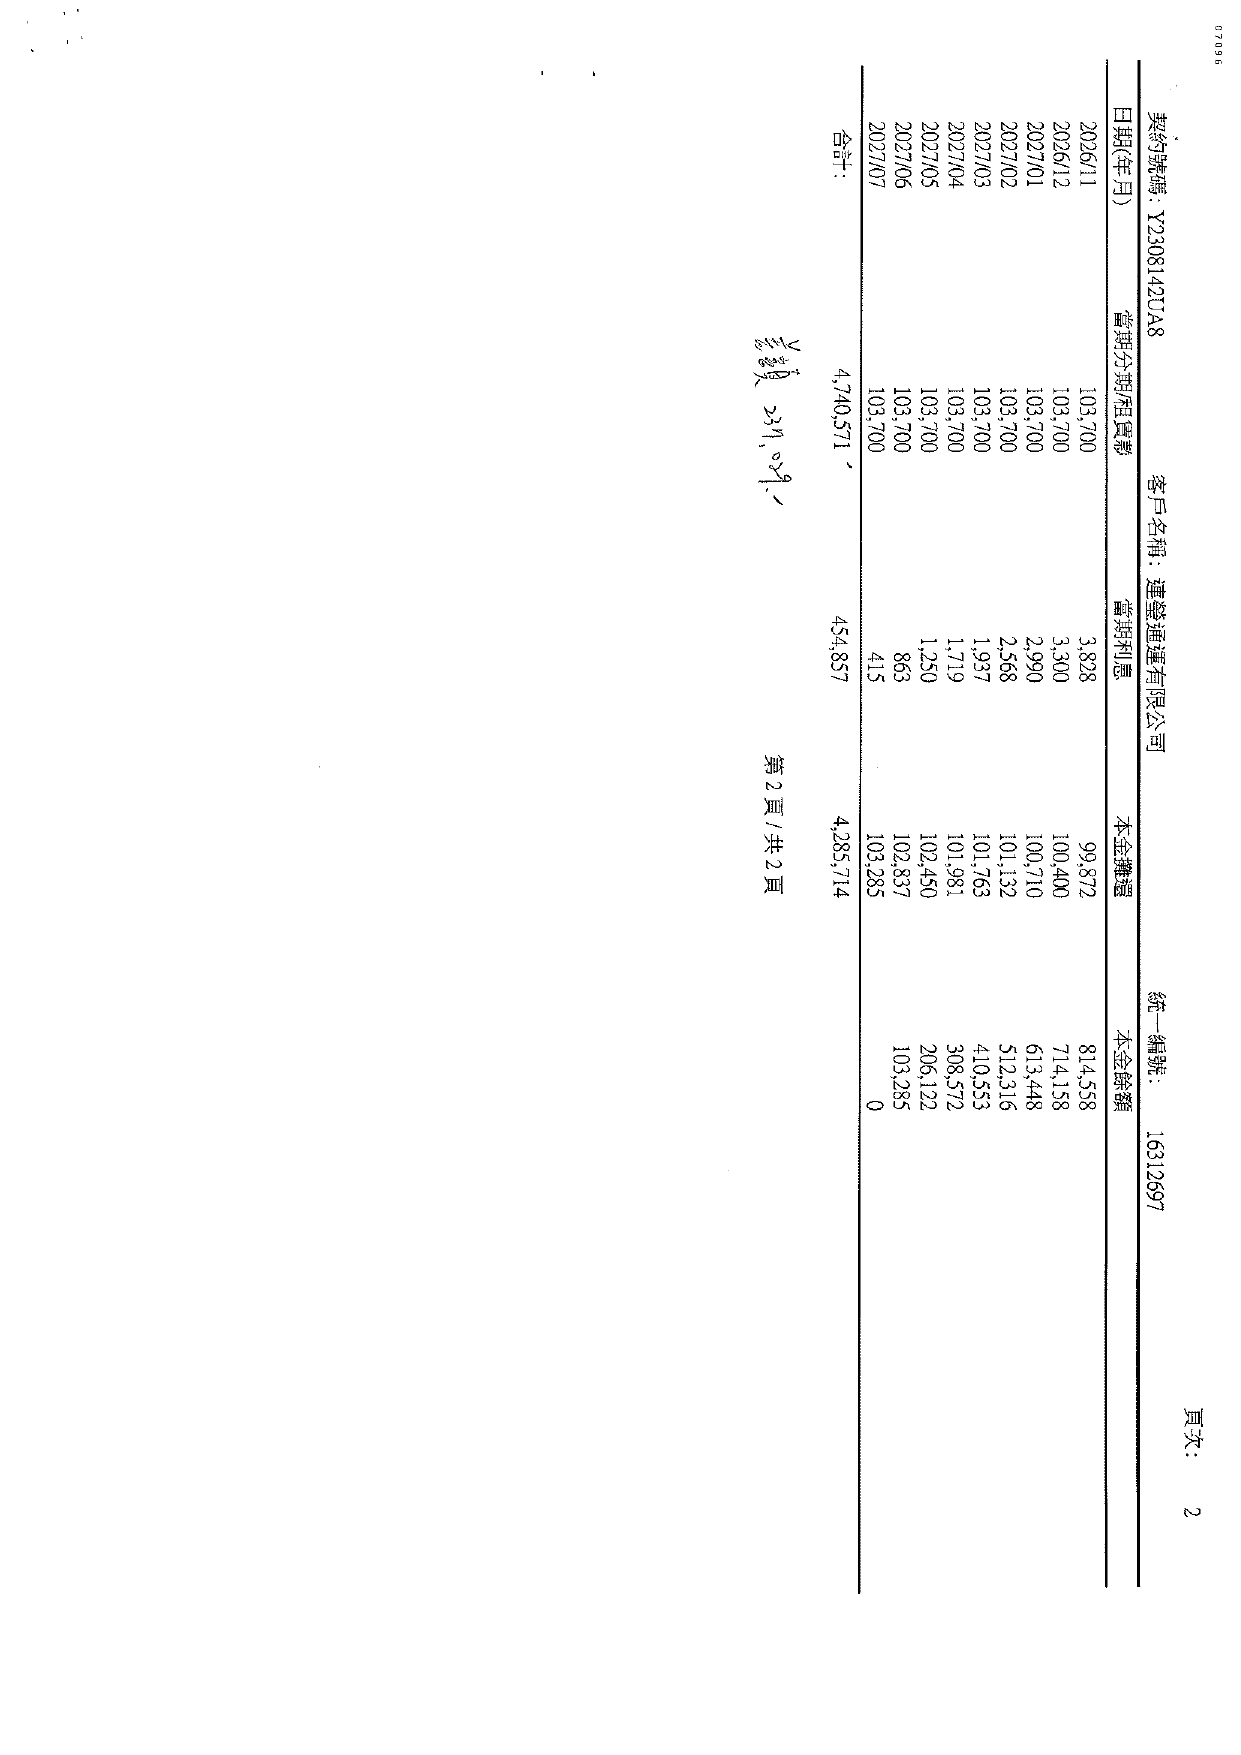 07096
頁次： 2
契約號碼： Y2308142UA8 客戶名稱： 連瑩通運有限公司 統一編號： 16312697
日期(年月) 當期分期/租賃款 當期利息 本金攤還 本金餘額
2026/11 103,700 3,828 99,872 814,558
2026/12 103,700 3,300 100,400 714,158
2027/01 103,700 2,990 100,710 613,448
2027/02 103,700 2,568 101,132 512,316
2027/03 103,700 1,937 101,763 410,553
2027/04 103,700 1,719 101,981 308,572
2027/05 103,700 1,250 102,450 206,122
2027/06 103,700 863 102,837 103,285
2027/07 103,700 415 103,285 0
合計： 4,740,571 454,857 4,285,714
差額 237,029.
第 2 頁 / 共 2 頁